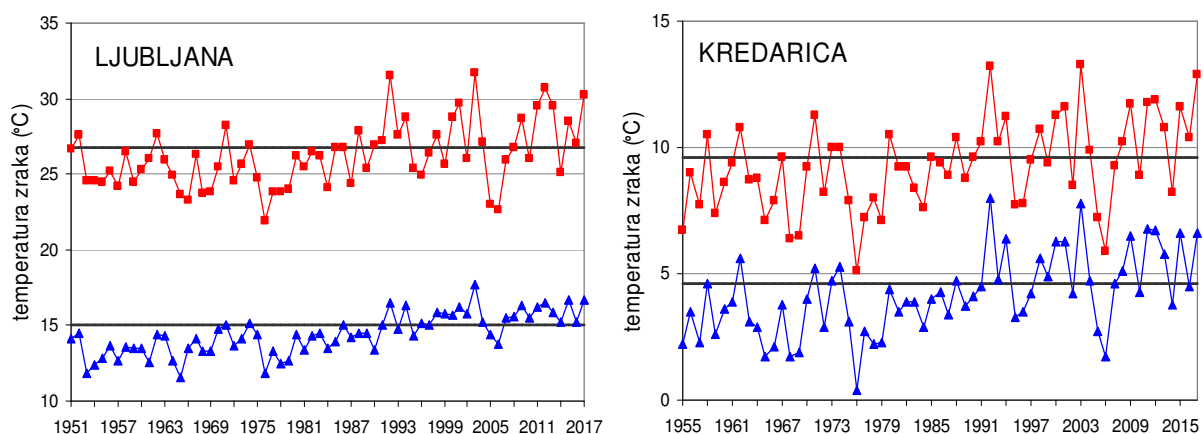 LJUBLJANA
temperatura zraka (°C)
35
30
25
20
15
10
1951 1957 1963 1969 1975 1981 1987 1993 1999 2005 2011 2017
KREDARICA
temperatura zraka (°C)
15
10
5
0
1955 1961 1967 1973 1979 1985 1991 1997 2003 2009 2015